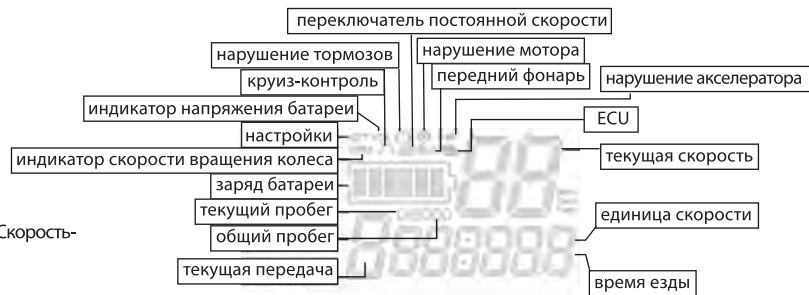 переключатель постоянной скорости
нарушение тормозов
нарушение мотора
круиз-контроль
передний фонарь
нарушение акселератора
индикатор напряжения батареи
ECU
настройки
текущая скорость
индикатор скорости вращения колеса
заряд батареи
текущий пробег
единица скорости
Скорость-
общий пробег
текущая передача
время езды